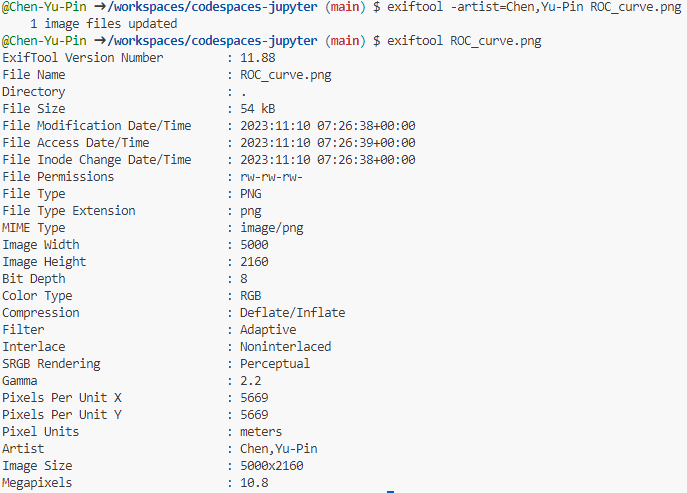 @Chen-Yu-Pin ➜/workspaces/codespaces-jupyter (main) $ exiftool -artist=Chen,Yu-Pin ROC_curve.png
    1 image files updated
@Chen-Yu-Pin ➜/workspaces/codespaces-jupyter (main) $ exiftool ROC_curve.png
ExifTool Version Number         : 11.88
File Name                       : ROC_curve.png
Directory                       : .
File Size                       : 54 kB
File Modification Date/Time     : 2023:11:10 07:26:38+00:00
File Access Date/Time           : 2023:11:10 07:26:39+00:00
File Inode Change Date/Time     : 2023:11:10 07:26:38+00:00
File Permissions                : rw-rw-rw-
File Type                       : PNG
File Type Extension             : png
MIME Type                       : image/png
Image Width                     : 5000
Image Height                    : 2160
Bit Depth                       : 8
Color Type                      : RGB
Compression                     : Deflate/Inflate
Filter                          : Adaptive
Interlace                       : Noninterlaced
SRGB Rendering                  : Perceptual
Gamma                           : 2.2
Pixels Per Unit X               : 5669
Pixels Per Unit Y               : 5669
Pixel Units                     : meters
Artist                          : Chen,Yu-Pin
Image Size                      : 5000x2160
Megapixels                      : 10.8